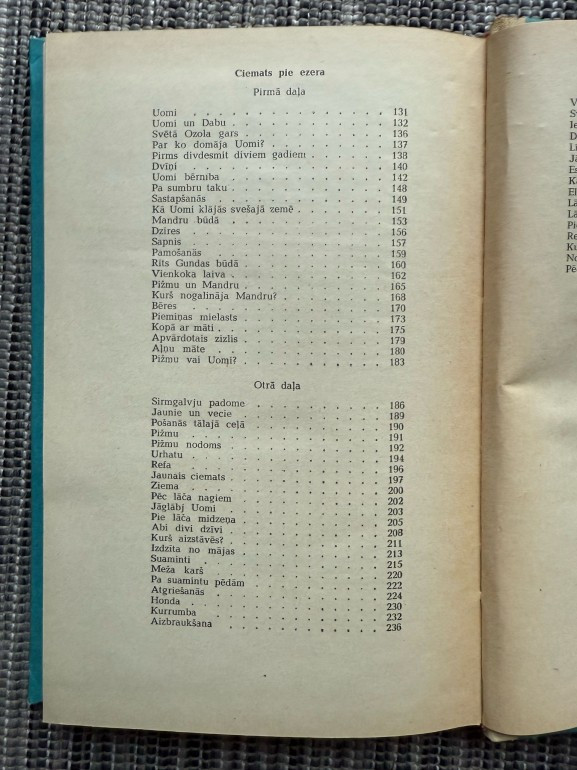 Ciemats pie ezera
Pirmā daļa
Uomi . . . . . . . . . . . . 131
Uomi un Dabu . . . . . . . . . . 132
Svētā Ozola gars . . . . . . . . . 136
Par ko domāja Uomi? . . . . . . . . 137
Pirms divdesmit diviem gadiem . . . . . . 138
Dvīņi . . . . . . . . . . . . 140
Uomi bērnība . . . . . . . . . . 142
Pa sumbru taku . . . . . . . . . . 148
Sastapšanās . . . . . . . . . . 149
Kā Uomi klājās svešajā zemē . . . . . . 151
Mandru būdā . . . . . . . . . . 153
Dzīres . . . . . . . . . . . 156
Sapnis . . . . . . . . . . . 157
Pamošanās . . . . . . . . . . 159
Rīts Gundas būdā . . . . . . . . . 160
Vienkoka laiva . . . . . . . . . . 162
Pižmu un Mandru . . . . . . . . . 165
Kurš nogalināja Mandru? . . . . . . . 168
Bēres . . . . . . . . . . . 170
Piemiņas mielasts . . . . . . . . . 173
Kopā ar māti . . . . . . . . . . 175
Apvārdotais zizlis . . . . . . . . . 179
Aļņu māte . . . . . . . . . . 180
Pižmu vai Uomi? . . . . . . . . . 183
Otrā daļa
Sirmgalvju padome . . . . . . . . 186
Jaunie un vecie . . . . . . . . . 189
Pošanās tālajā ceļā . . . . . . . . 190
Pižmu . . . . . . . . . . . 191
Pižmu nodoms . . . . . . . . . 192
Urhatu . . . . . . . . . . . 194
Refa . . . . . . . . . . . 196
Jaunais ciemats . . . . . . . . . 197
Ziema . . . . . . . . . . . 200
Pēc lāča nagiem . . . . . . . . . 202
Jāglābj Uomi . . . . . . . . . . 203
Pie lāča midzeņa . . . . . . . . . 205
Abi divi dzīvi . . . . . . . . . . 208
Kurš aizstāvēs? . . . . . . . . . 211
Izdzīta no mājas . . . . . . . . . 213
Suaminti . . . . . . . . . . . 215
Meža karš . . . . . . . . . . 220
Pa suamintu pēdām . . . . . . . . 222
Atgriešanās . . . . . . . . . . 224
Honda . . . . . . . . . . . 230
Kurrumba . . . . . . . . . . 232
Aizbraukšana . . . . . . . . . . 236